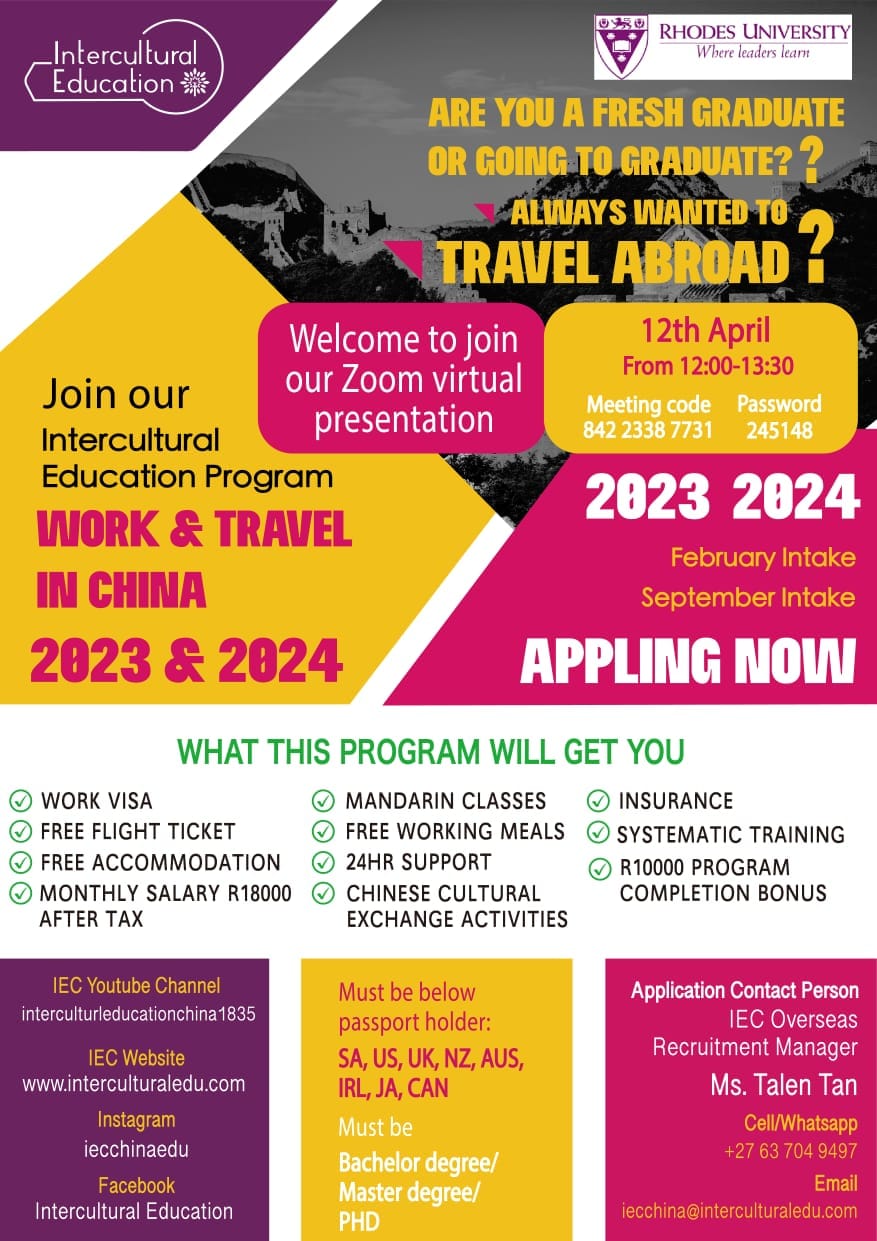 Intercultural
Education
RHODES UNIVERSITY
Where leaders learn
ARE YOU A FRESH GRADUATE
OR GOING TO GRADUATE? ?
ALWAYS WANTED TO
TRAVEL ABROAD ?
Welcome to join
our Zoom virtual
presentation
12th April
From 12:00-13:30
Meeting code Password
842 2338 7731 245148
Join our
Intercultural
Education Program
WORK & TRAVEL
IN CHINA
2023 & 2024
2023 2024
February Intake
September Intake
APPLING NOW
WHAT THIS PROGRAM WILL GET YOU
WORK VISA
FREE FLIGHT TICKET
FREE ACCOMMODATION
MONTHLY SALARY R18000
AFTER TAX
MANDARIN CLASSES
FREE WORKING MEALS
24HR SUPPORT
CHINESE CULTURAL
EXCHANGE ACTIVITIES
INSURANCE
SYSTEMATIC TRAINING
R10000 PROGRAM
COMPLETION BONUS
IEC Youtube Channel
interculturleducationchina1835
IEC Website
www.interculturaledu.com
Instagram
iecchinaedu
Facebook
Intercultural Education
Must be below
passport holder:
SA, US, UK, NZ, AUS,
IRL, JA, CAN
Must be
Bachelor degree/
Master degree/
PHD
Application Contact Person
IEC Overseas
Recruitment Manager
Ms. Talen Tan
Cell/Whatsapp
+27 63 704 9497
Email
iecchina@interculturaledu.com